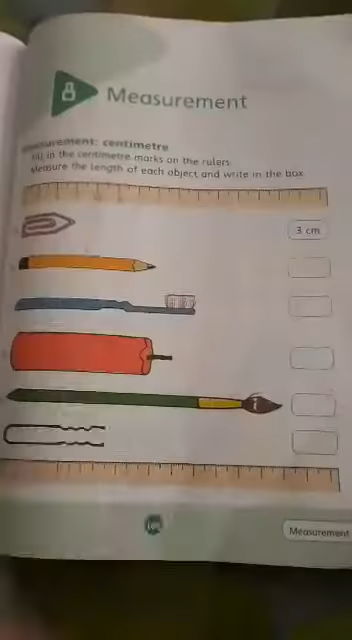 8
Measurement
Measurement: centimetre
Fill in the centimetre marks on the rulers.
Measure the length of each object and write in the box.
3 cm
Measurement